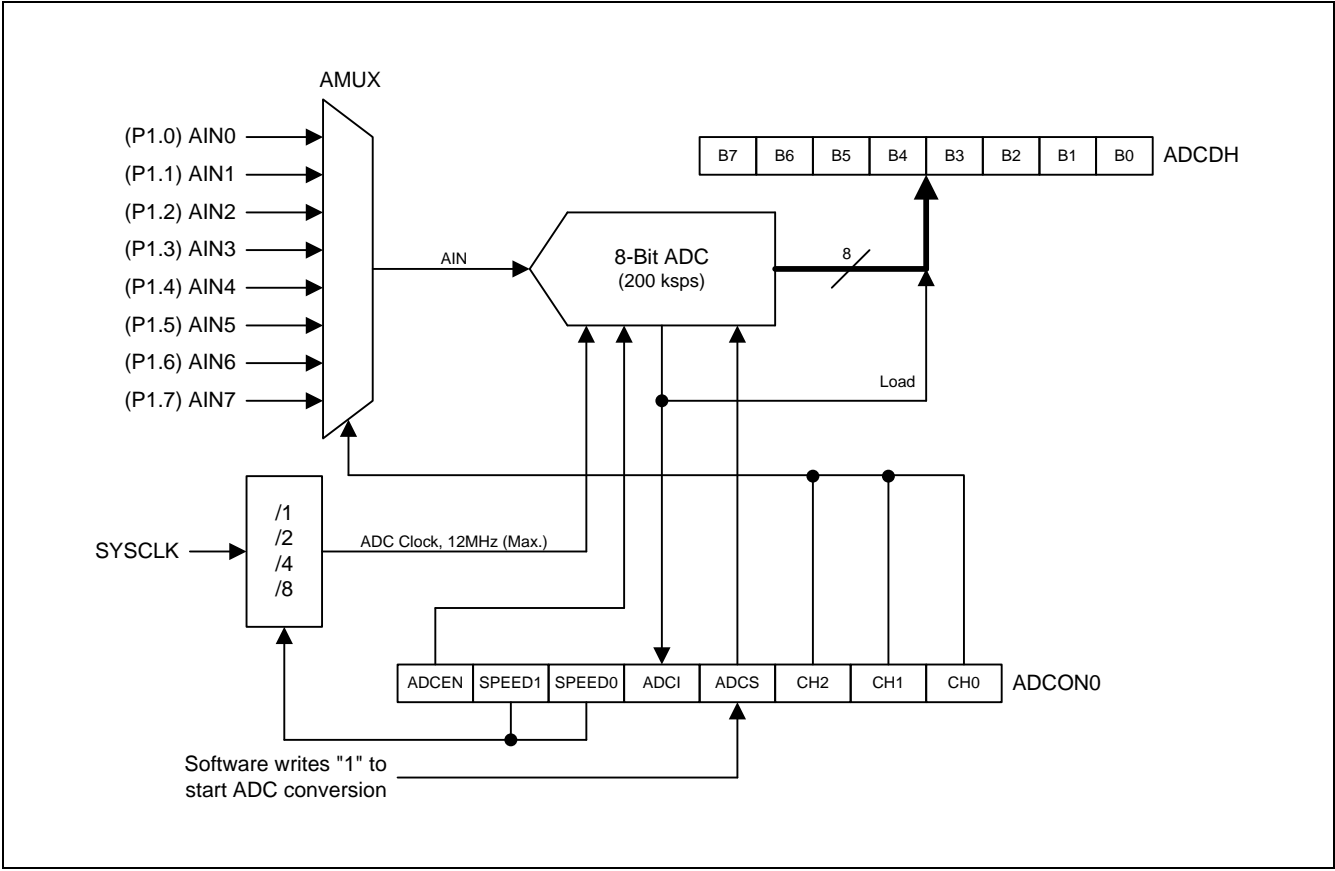 AMUX
(P1.0) AIN0
(P1.1) AIN1
(P1.2) AIN2
(P1.3) AIN3
(P1.4) AIN4
(P1.5) AIN5
(P1.6) AIN6
(P1.7) AIN7
AIN
8-Bit ADC
(200 ksps)
8
B7 B6 B5 B4 B3 B2 B1 B0 ADCDH
Load
SYSCLK
/1
/2
/4
/8
ADC Clock, 12MHz (Max.)
ADCEN SPEED1 SPEED0 ADCI ADCS CH2 CH1 CH0 ADCON0
Software writes "1" to
start ADC conversion